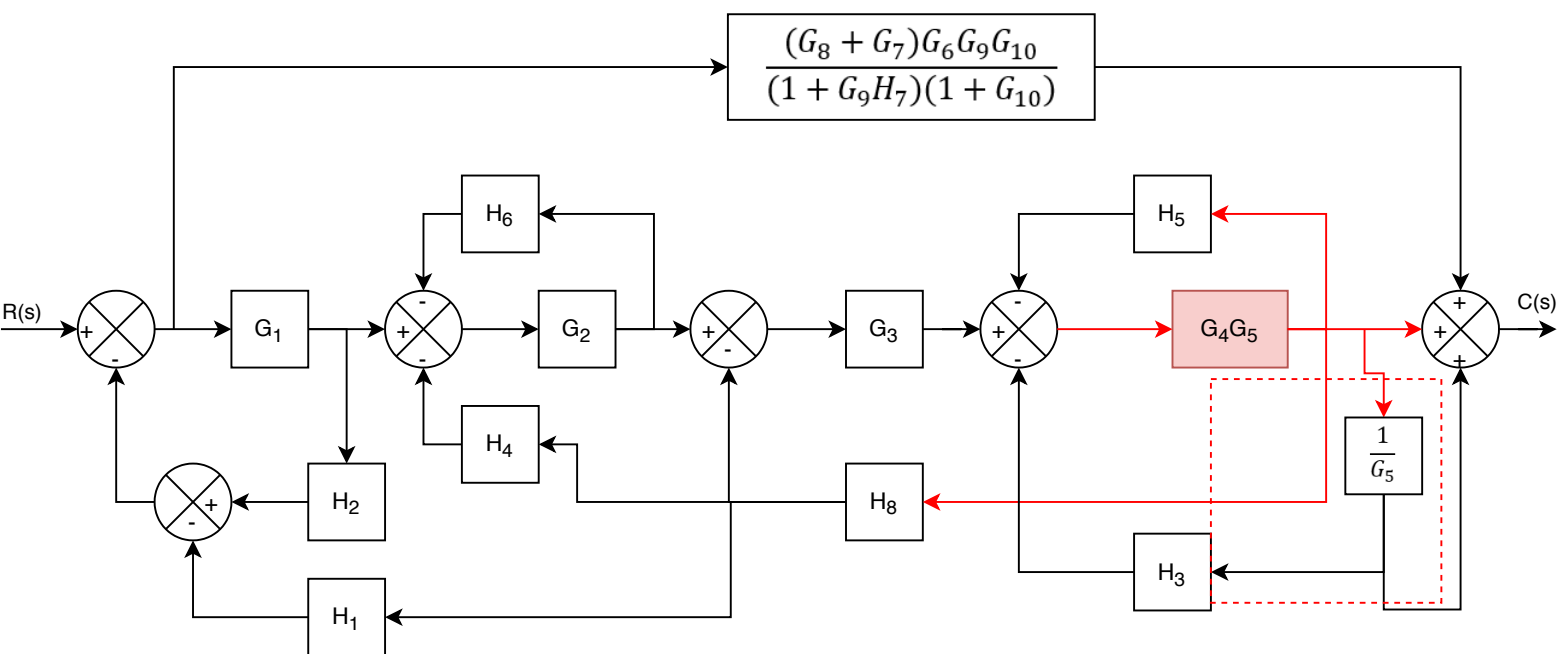 (G₈ + G₇)G₆G₉G₁₀
(1 + G₉H₇)(1 + G₁₀)
H₆
H₅
-
-
+
R(s)
+
G₁
+
G₂
+
G₃
+
G₄G₅
+
C(s)
-
-
-
-
+
H₄
1
G₅
H₂
+
-
H₈
H₃
H₁